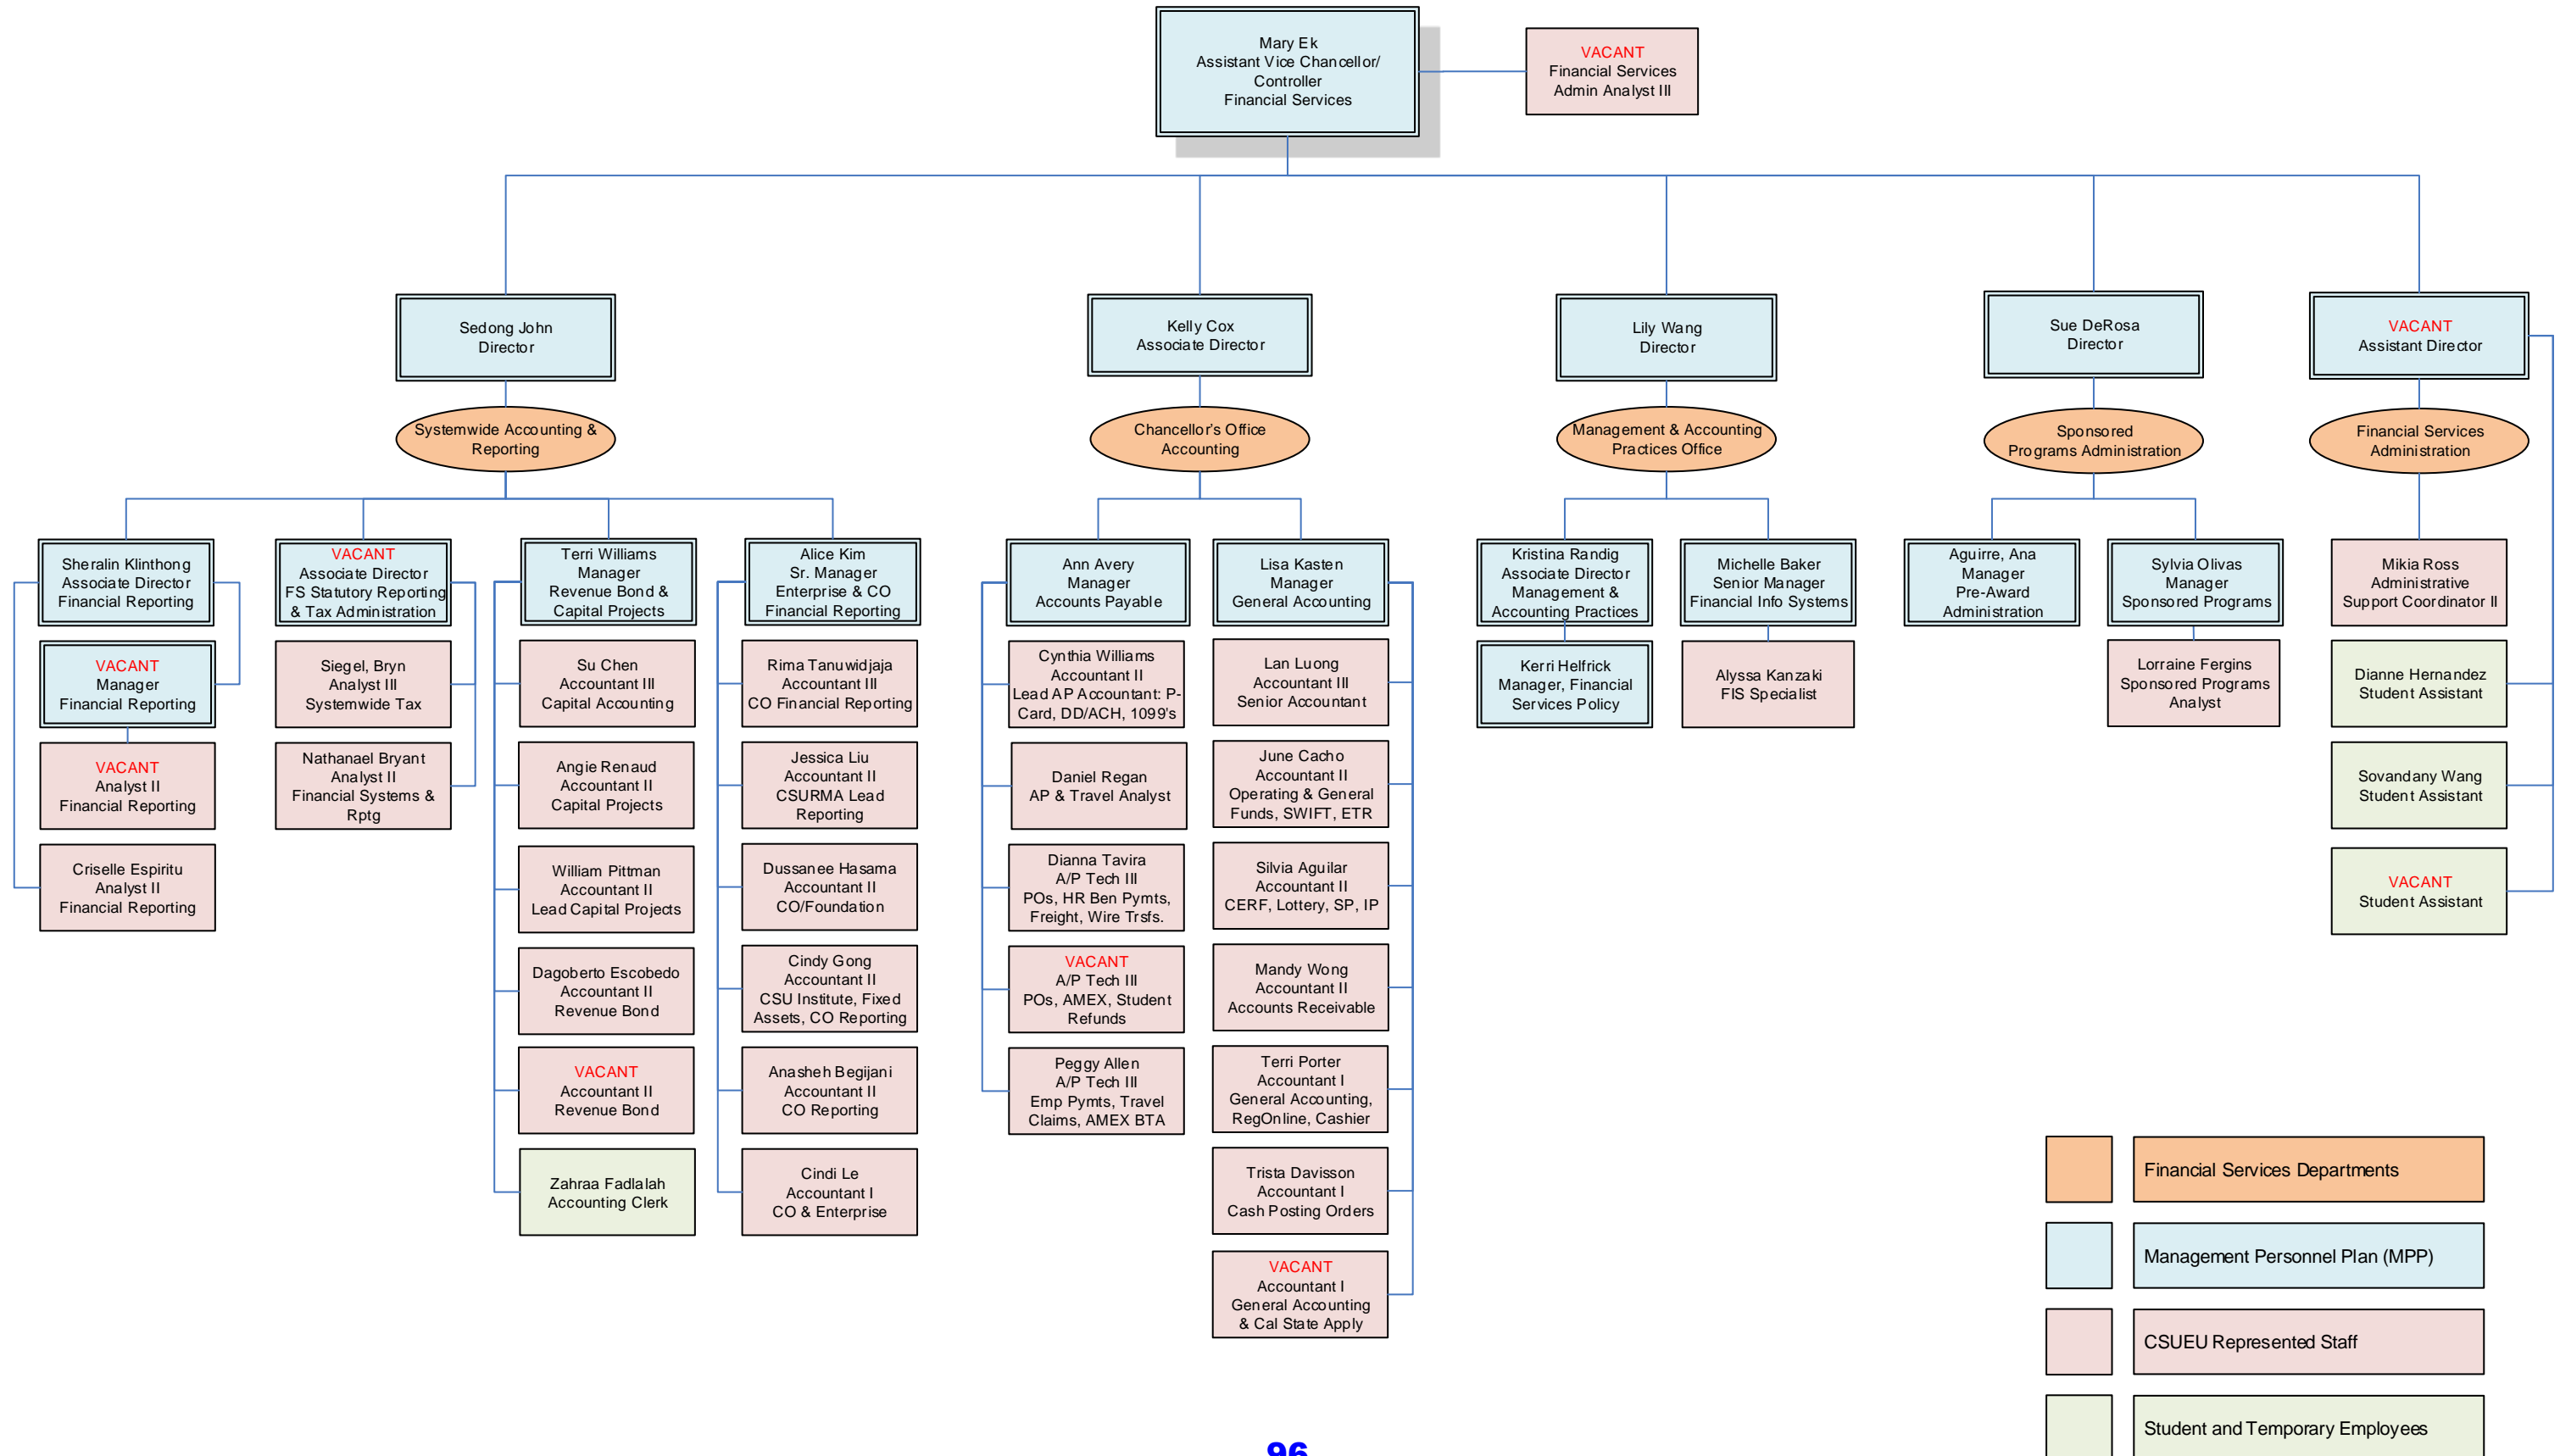 Mary Ek
Assistant Vice Chancellor/
Controller
Financial Services
VACANT
Financial Services
Admin Analyst III
Sedong John
Director
Kelly Cox
Associate Director
Lily Wang
Director
Sue DeRosa
Director
VACANT
Assistant Director
Systemwide Accounting &
Reporting
Chancellor's Office
Accounting
Management & Accounting
Practices Office
Sponsored
Programs Administration
Financial Services
Administration
Sheralin Klinthong
Associate Director
Financial Reporting
VACANT
Manager
Financial Reporting
VACANT
Analyst II
Financial Reporting
Criselle Espiritu
Analyst II
Financial Reporting
VACANT
Associate Director
FS Statutory Reporting
& Tax Administration
Siegel, Bryn
Analyst III
Systemwide Tax
Nathanael Bryant
Analyst II
Financial Systems &
Rptg
Terri Williams
Manager
Revenue Bond &
Capital Projects
Su Chen
Accountant III
Capital Accounting
Angie Renaud
Accountant II
Capital Projects
William Pittman
Accountant II
Lead Capital Projects
Dagoberto Escobedo
Accountant II
Revenue Bond
VACANT
Accountant II
Revenue Bond
Zahraa Fadlalah
Accounting Clerk
Alice Kim
Sr. Manager
Enterprise & CO
Financial Reporting
Rima Tanuwidjaja
Accountant III
CO Financial Reporting
Jessica Liu
Accountant II
CSURMA Lead
Reporting
Dussanee Hasama
Accountant II
CO/Foundation
Cindy Gong
Accountant II
CSU Institute, Fixed
Assets, CO Reporting
Anasheh Begijani
Accountant II
CO Reporting
Cindi Le
Accountant I
CO & Enterprise
Ann Avery
Manager
Accounts Payable
Cynthia Williams
Accountant II
Lead AP Accountant: P-
Card, DD/ACH, 1099's
Daniel Regan
AP & Travel Analyst
Dianna Tavira
A/P Tech III
POs, HR Ben Pymts,
Freight, Wire Trsfs.
VACANT
A/P Tech III
POs, AMEX, Student
Refunds
Peggy Allen
A/P Tech III
Emp Pymts, Travel
Claims, AMEX BTA
Lisa Kasten
Manager
General Accounting
Lan Luong
Accountant III
Senior Accountant
June Cacho
Accountant II
Operating & General
Funds, SWIFT, ETR
Silvia Aguilar
Accountant II
CERF, Lottery, SP, IP
Mandy Wong
Accountant II
Accounts Receivable
Terri Porter
Accountant I
General Accounting,
RegOnline, Cashier
Trista Davisson
Accountant I
Cash Posting Orders
VACANT
Accountant I
General Accounting
& Cal State Apply
Kristina Randig
Associate Director
Management &
Accounting Practices
Kerri Helfrick
Manager, Financial
Services Policy
Michelle Baker
Senior Manager
Financial Info Systems
Alyssa Kanzaki
FIS Specialist
Aguirre, Ana
Manager
Pre-Award
Administration
Sylvia Olivas
Manager
Sponsored Programs
Lorraine Fergins
Sponsored Programs
Analyst
Mikia Ross
Administrative
Support Coordinator II
Dianne Hernandez
Student Assistant
Sovandany Wang
Student Assistant
VACANT
Student Assistant
Financial Services Departments
Management Personnel Plan (MPP)
CSUEU Represented Staff
Student and Temporary Employees
96